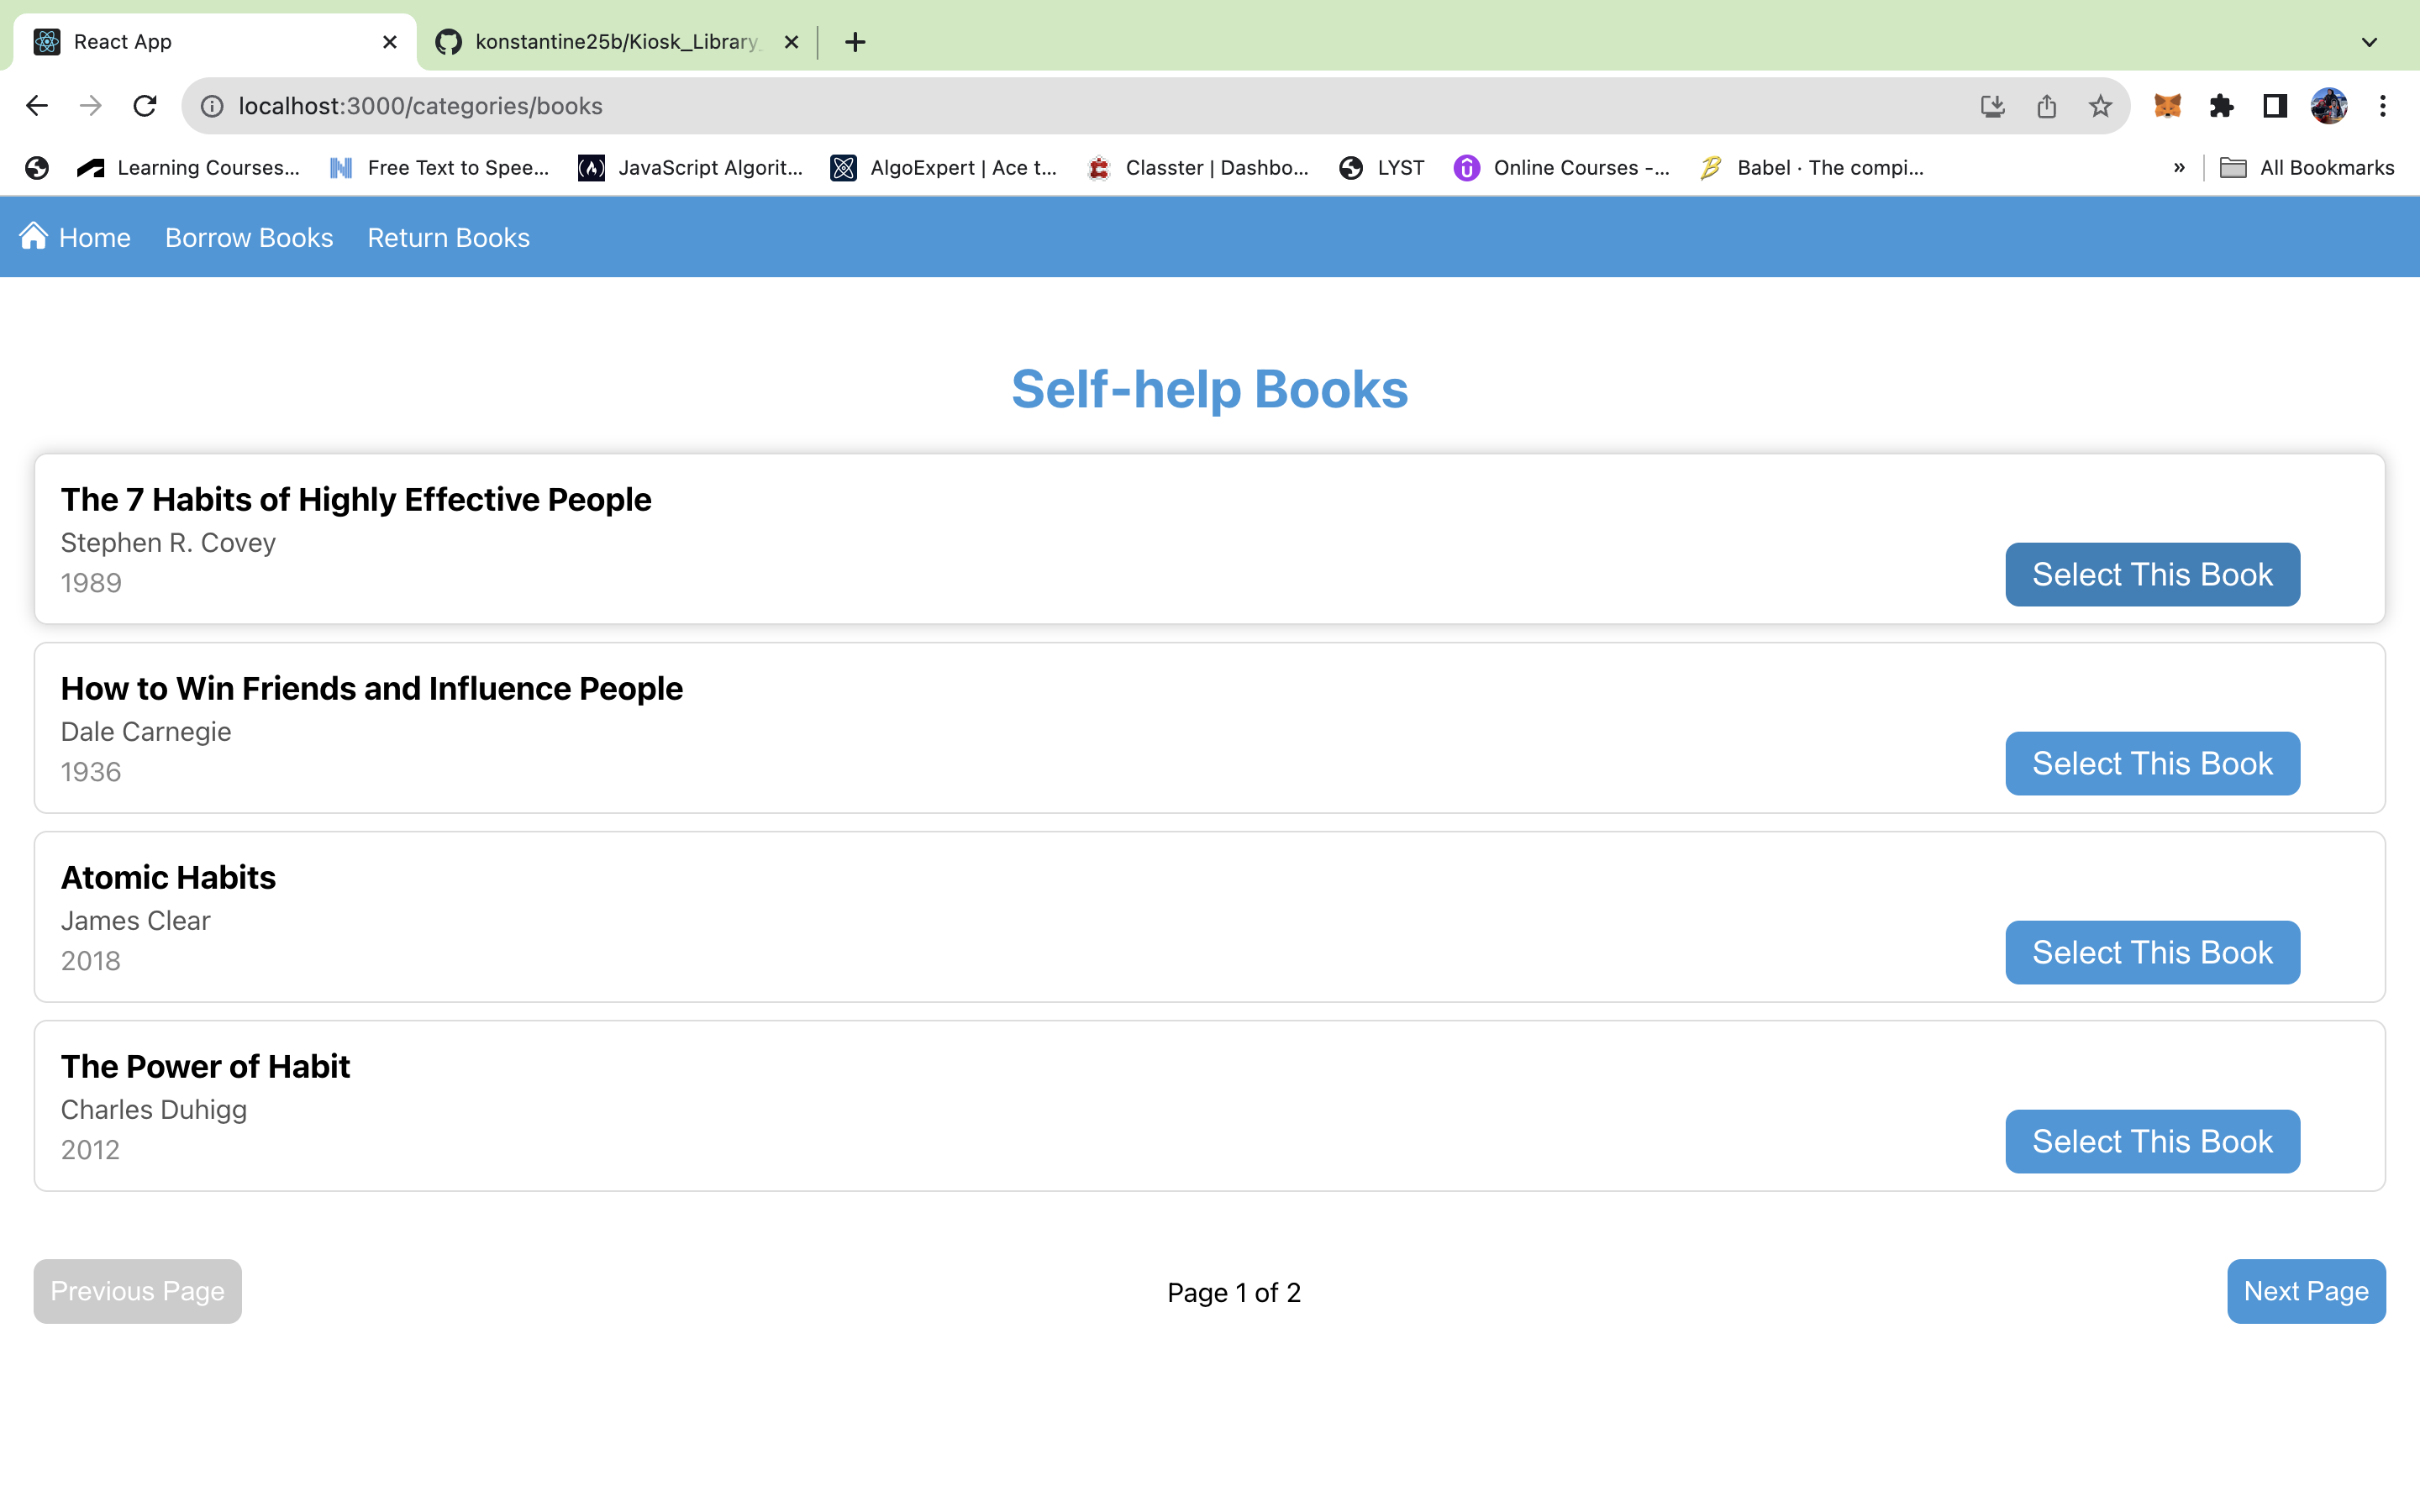 React App
konstantine25b/Kiosk_Library_
localhost:3000/categories/books
Learning Courses...
Free Text to Spee...
JavaScript Algorit...
AlgoExpert | Ace t...
Classter | Dashbo...
LYST
Online Courses -...
Babel · The compi...
»
All Bookmarks
Home
Borrow Books
Return Books
Self-help Books
The 7 Habits of Highly Effective People
Stephen R. Covey
1989
Select This Book
How to Win Friends and Influence People
Dale Carnegie
1936
Select This Book
Atomic Habits
James Clear
2018
Select This Book
The Power of Habit
Charles Duhigg
2012
Select This Book
Previous Page
Page 1 of 2
Next Page